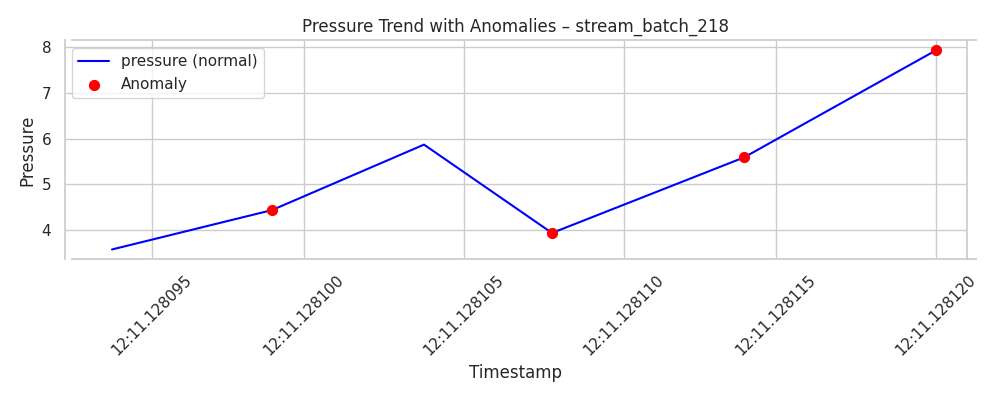 Pressure Trend with Anomalies – stream_batch_218
pressure (normal)
Anomaly
Pressure
8
7
6
5
4
12:11.128095
12:11.128100
12:11.128105
12:11.128110
12:11.128115
12:11.128120
Timestamp